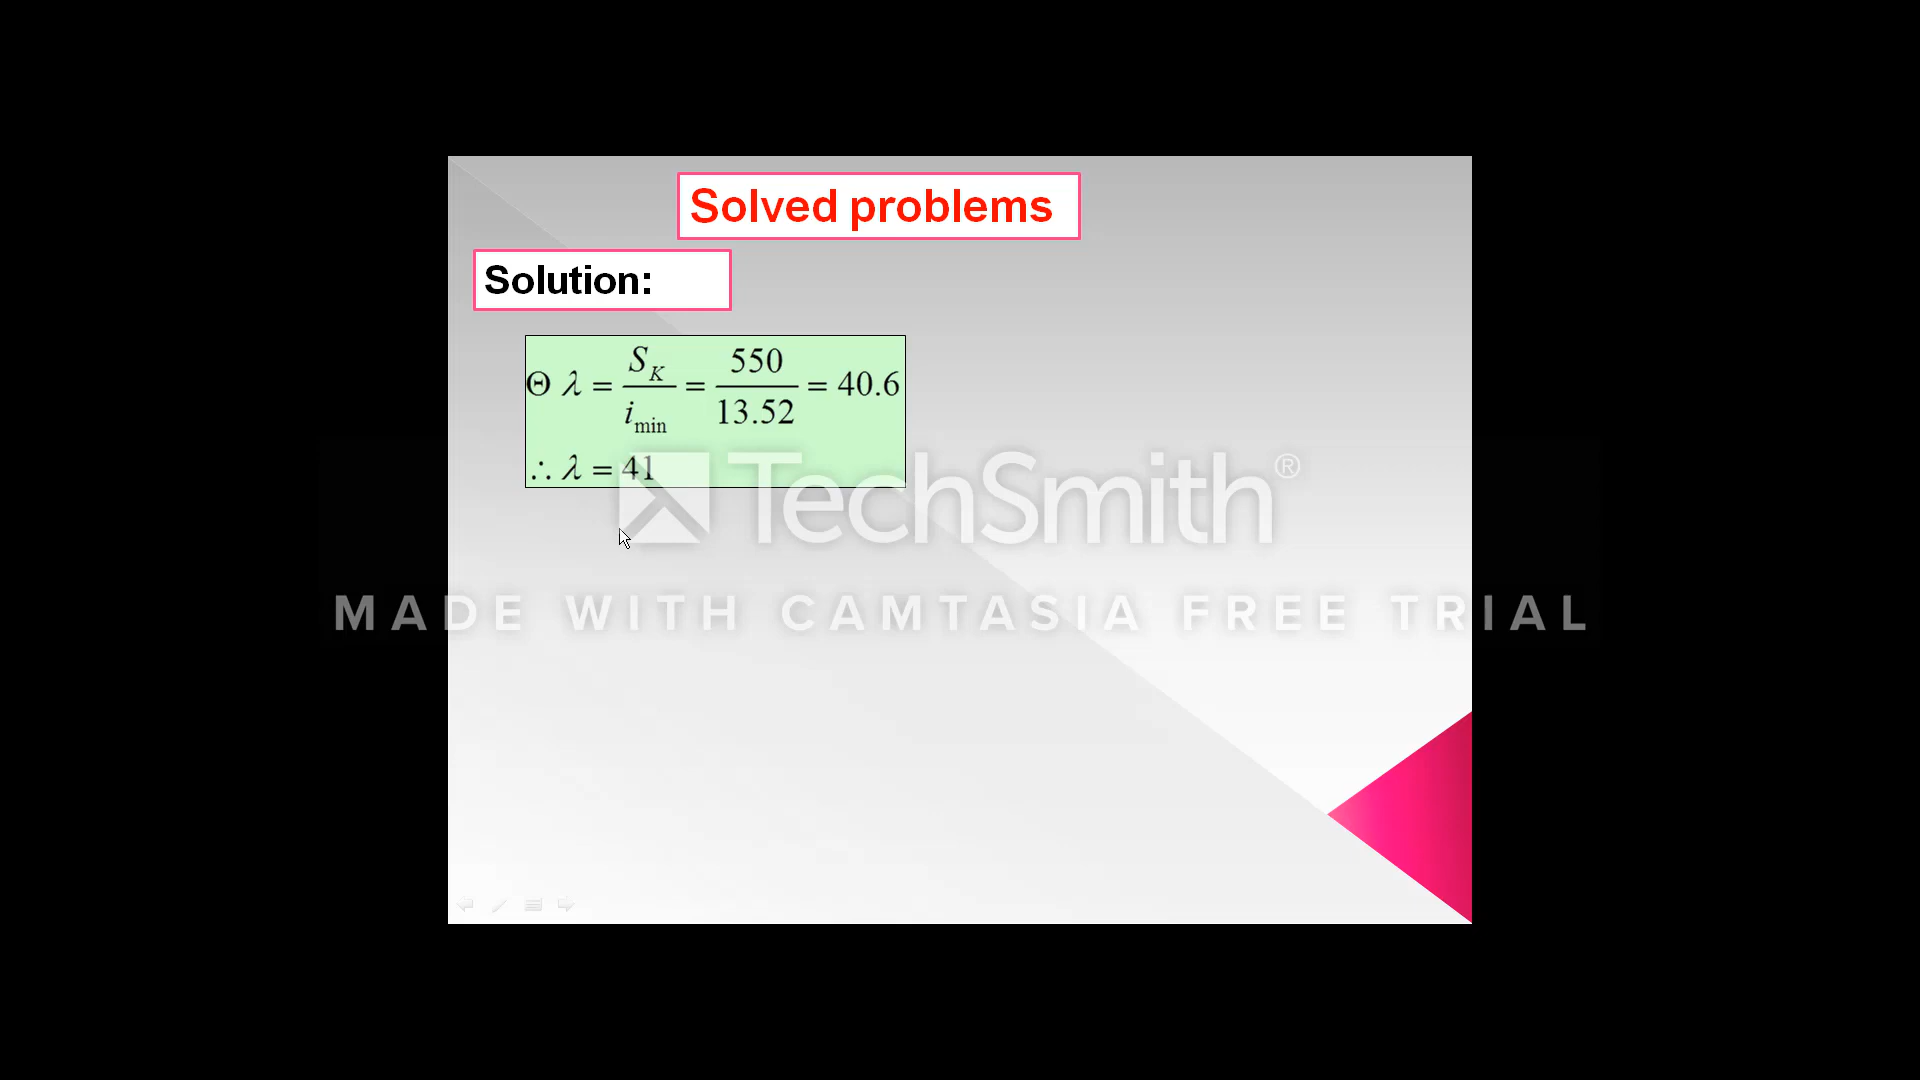 Solved problems
Solution:
Θ λ = S_K / i_min = 550 / 13.52 = 40.6
∴ λ = 41
TechSmith®
MADE WITH CAMTASIA FREE TRIAL